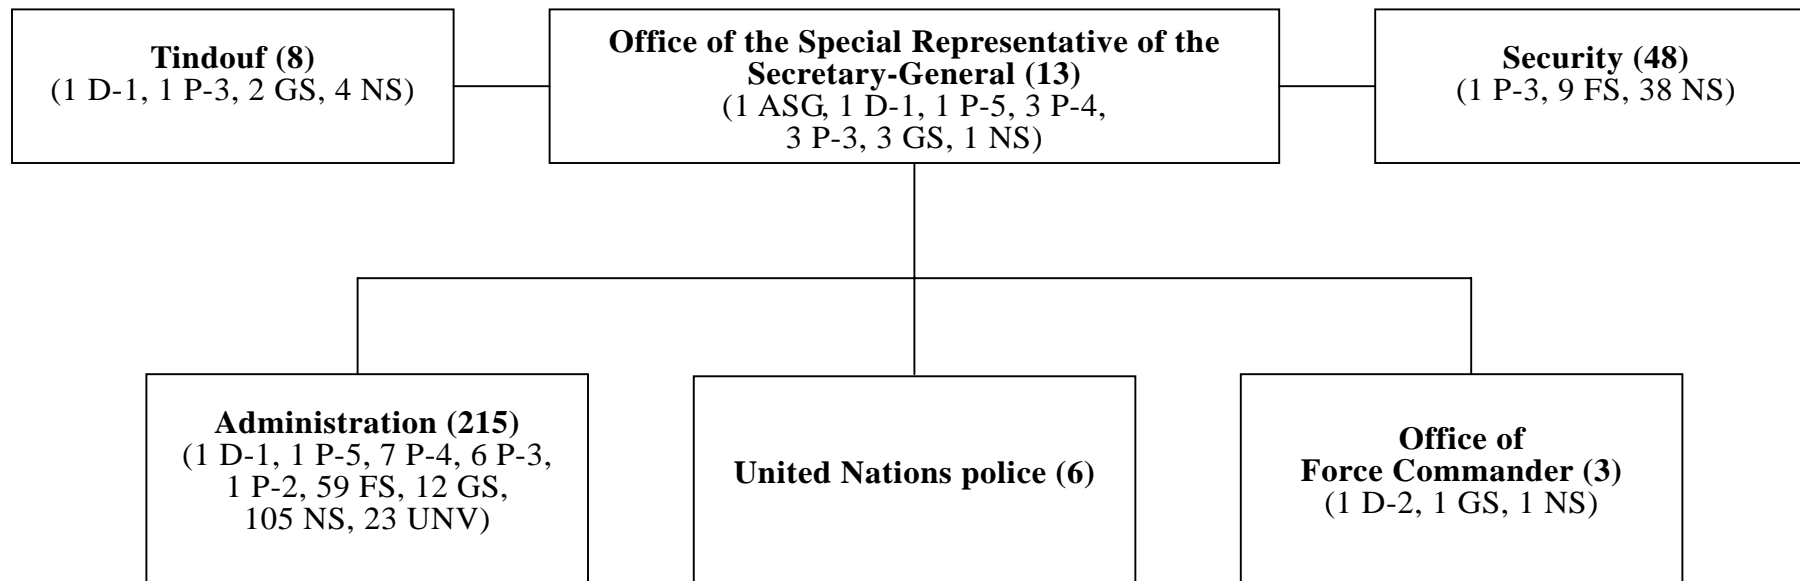 Tindouf (8)
(1 D-1, 1 P-3, 2 GS, 4 NS)
Office of the Special Representative of the
Secretary-General (13)
(1 ASG, 1 D-1, 1 P-5, 3 P-4,
3 P-3, 3 GS, 1 NS)
Security (48)
(1 P-3, 9 FS, 38 NS)
Administration (215)
(1 D-1, 1 P-5, 7 P-4, 6 P-3,
1 P-2, 59 FS, 12 GS,
105 NS, 23 UNV)
United Nations police (6)
Office of
Force Commander (3)
(1 D-2, 1 GS, 1 NS)